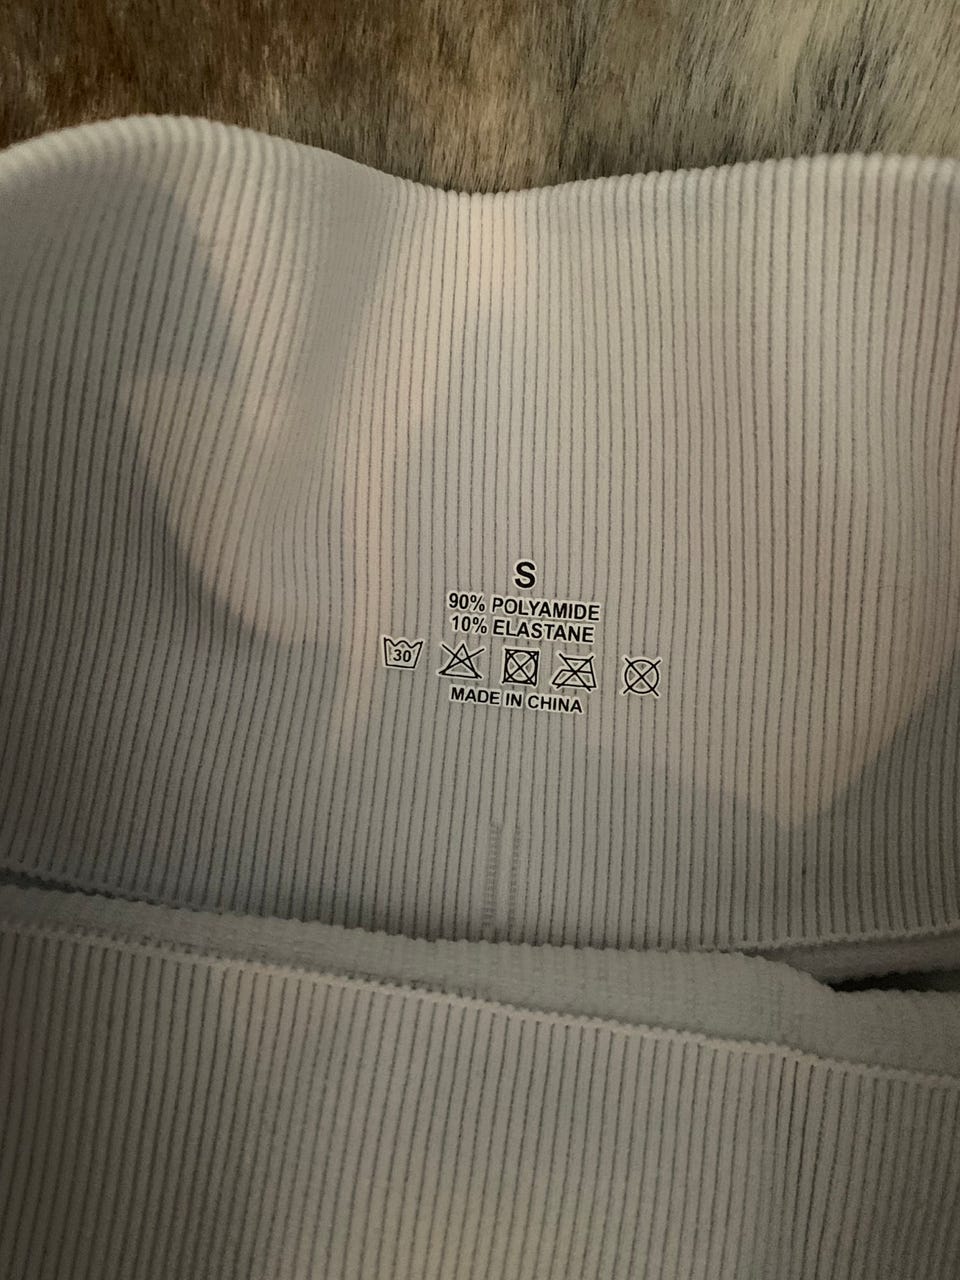 S
90% POLYAMIDE
10% ELASTANE
30
MADE IN CHINA